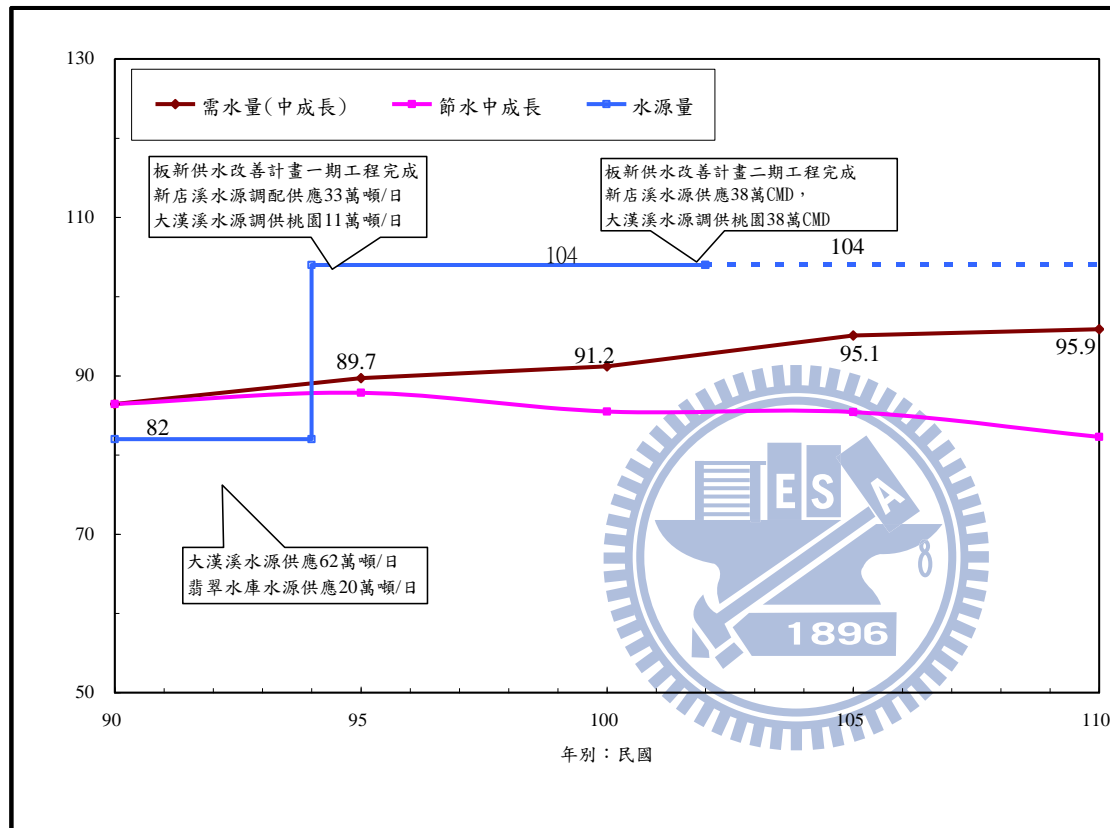 130
需水量(中成長) 節水中成長 水源量
板新供水改善計畫一期工程完成
新店溪水源調配供應33萬噸/日
大漢溪水源調供桃園11萬噸/日
板新供水改善計畫二期工程完成
新店溪水源供應38萬CMD，
大漢溪水源調供桃園38萬CMD
110
104
104
89.7
91.2
95.1
95.9
90
82
ESA
70
大漢溪水源供應62萬噸/日
翡翠水庫水源供應20萬噸/日
1896
50
90 95 100 105 110
年別：民國